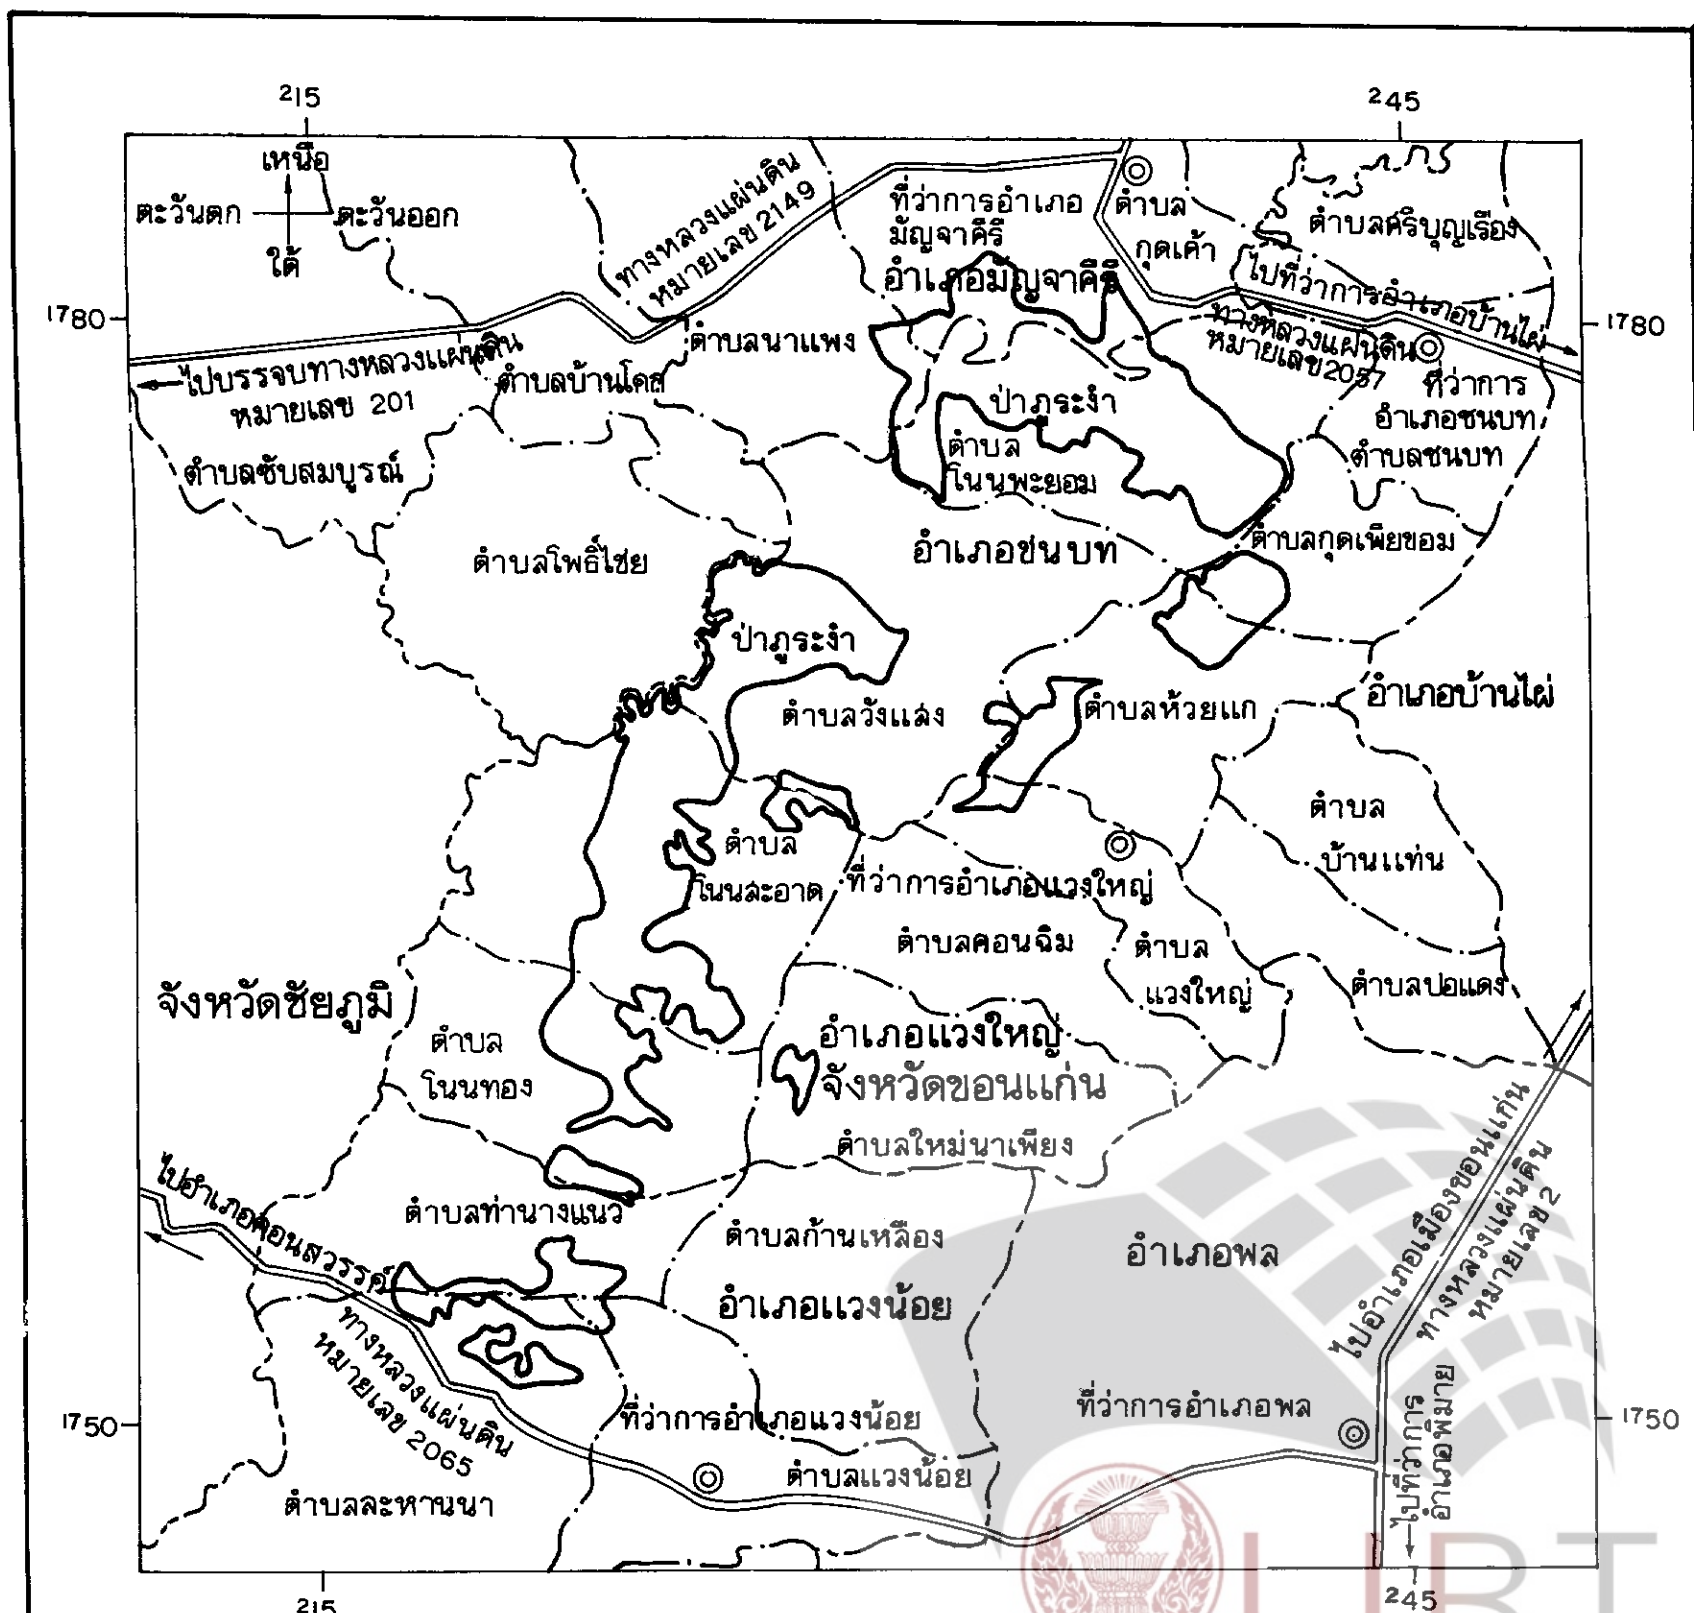 215
245
เหนือ
ตะวันตก
ตะวันออก
ใต้
ทางหลวงแผ่นดิน
หมายเลข 2149
ที่ว่าการอำเภอ
มัญจาคีรี
อำเภอมัญจาคีรี
ตำบล
กุดเค้า
ตำบลศรีบุญเรือง
ไปที่ว่าการอำเภอบ้านไผ่
1780
1780
ทางหลวงแผ่นดิน
หมายเลข 2057
ตำบลนาแพง
ไปบรรจบทางหลวงแผ่นดิน
หมายเลข 201
ตำบลบ้านโคก
ป่าภูระงำ
ที่ว่าการ
อำเภอชนบท
ตำบลชนบท
ตำบลซับสมบูรณ์
ตำบล
โนนพะยอม
ตำบลโพธิ์ไชย
อำเภอชนบท
ตำบลกุดเพียขอม
ป่าภูระงำ
ตำบลวังแสง
ตำบลห้วยแก
อำเภอบ้านไผ่
ตำบล
บ้านแท่น
ตำบล
โนนสะอาด
ที่ว่าการอำเภอแวงใหญ่
ตำบลคอนฉิม
ตำบล
แวงใหญ่
ตำบลปอแดง
จังหวัดชัยภูมิ
ตำบล
โนนทอง
อำเภอแวงใหญ่
จังหวัดขอนแก่น
ตำบลใหม่นาเพียง
ไปอำเภอคอนสวรรค์
ตำบลท่านางแนว
ตำบลก้านเหลือง
อำเภอพล
ไปอำเภอเมืองขอนแก่น
ทางหลวงแผ่นดิน
หมายเลข 2
อำเภอแวงน้อย
ทางหลวงแผ่นดิน
หมายเลข 2065
ที่ว่าการอำเภอแวงน้อย
ที่ว่าการอำเภอพล
1750
1750
ไปที่ว่าการ
อำเภอพิมาย
ตำบลแวงน้อย
ตำบลละหานนา
215
245
LIRT